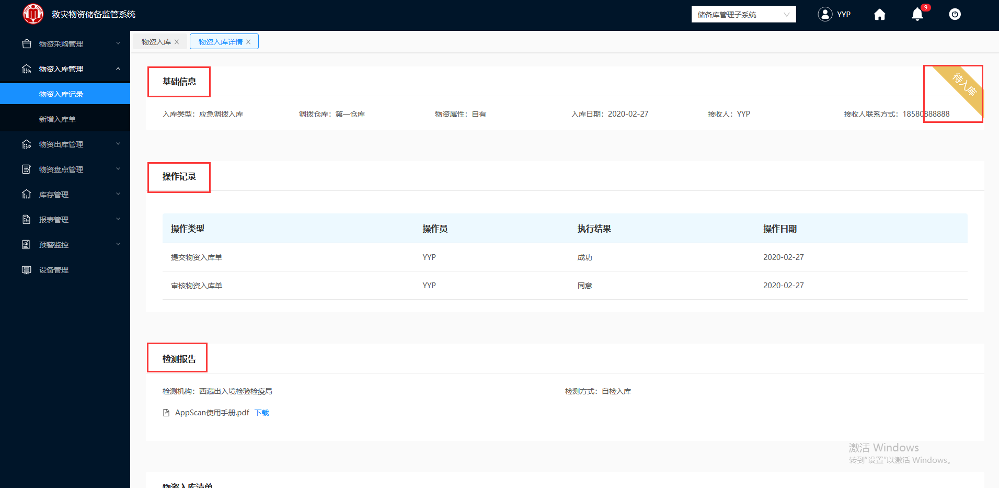 救灾物资储备监管系统
储备库管理子系统
YYP
9
物资采购管理
物资入库管理
物资入库记录
新增入库单
物资出库管理
物资盘点管理
库存管理
报表管理
预警监控
设备管理
物资入库
物资入库详情
基础信息
待入库
入库类型：应急调拨入库
调拨仓库：第一仓库
物资属性：自有
入库日期：2020-02-27
接收人：YYP
接收人联系方式：18580888888
操作记录
操作类型 操作员 执行结果 操作日期
提交物资入库单 YYP 成功 2020-02-27
审核物资入库单 YYP 同意 2020-02-27
检测报告
检测机构：西藏出入境检验检疫局
检测方式：自检入库
AppScan使用手册.pdf 下载
激活 Windows
转到"设置"以激活 Windows。
物资入库清单